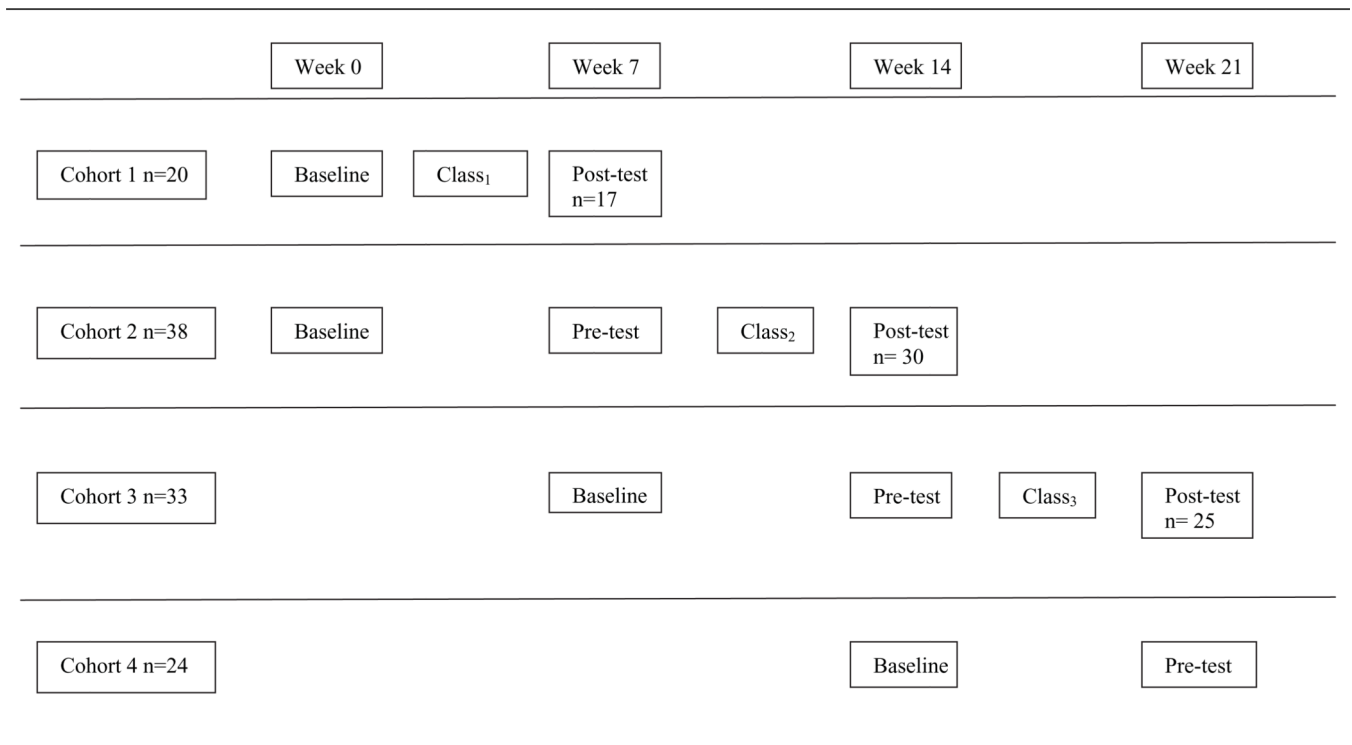 Week 0 Week 7 Week 14 Week 21
Cohort 1 n=20 Baseline Class₁ Post-test
n=17
Cohort 2 n=38 Baseline Pre-test Class₂ Post-test
n= 30
Cohort 3 n=33 Baseline Pre-test Class₃ Post-test
n= 25
Cohort 4 n=24 Baseline Pre-test